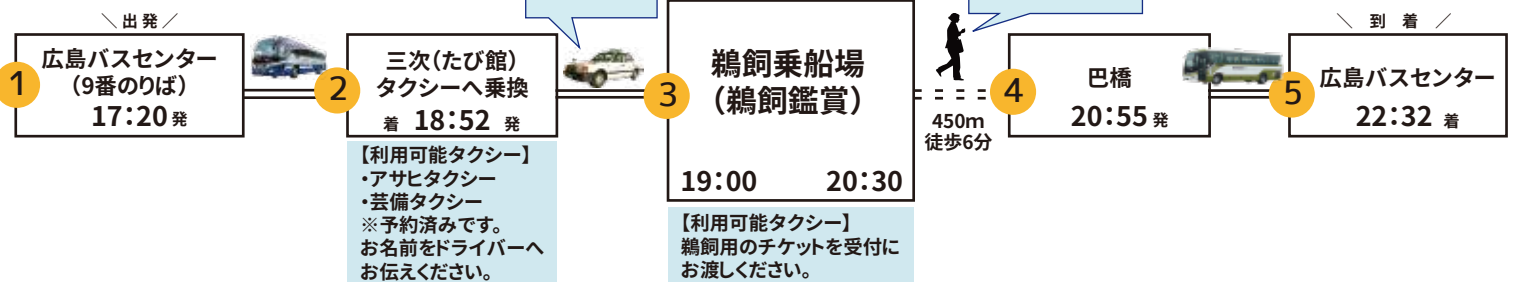 ＼出発／
1
広島バスセンター
（9番のりば）
17:20 発
2
三次（たび館）
タクシーへ乗換
着 18:52 発
【利用可能タクシー】
・アサヒタクシー
・芸備タクシー
※予約済みです。
お名前をドライバーへ
お伝えください。
3
鵜飼乗船場
（鵜飼鑑賞）
19:00 20:30
【利用可能タクシー】
鵜飼用のチケットを受付に
お渡しください。
450m
徒歩6分
4
巴橋
20:55 発
＼ 到 着 ／
5
広島バスセンター
22:32 着